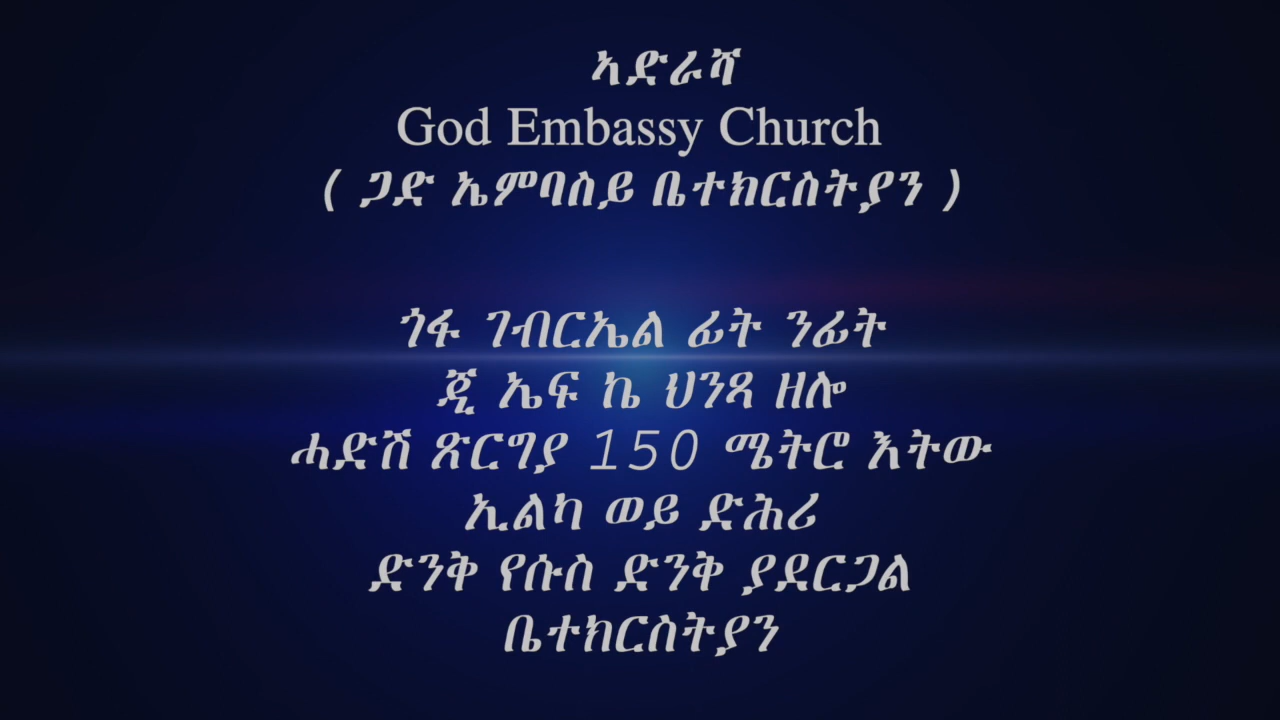 ኣድራሻ
God Embassy Church
( ጋድ ኤምባስይ ቤተክርስትያን )
ጎፋ ገብርኤል ፊት ንፊት
ጂ ኤፍ ኬ ህንጻ ዘሎ
ሓድሽ ጽርግያ 150 ሜትሮ እትው
ኢልካ ወይ ድሕሪ
ድንቅ የሱስ ድንቅ ያደርጋል
ቤተክርስትያን